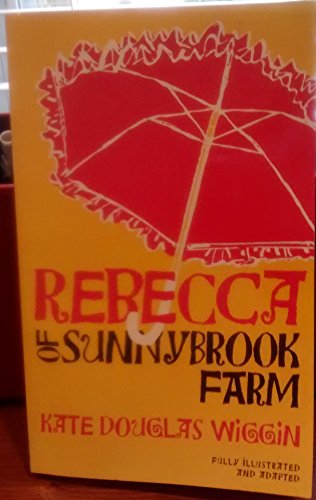 REBECCA
OF SUNNYBROOK
FARM
KATE DOUGLAS WIGGIN
FULLY ILLUSTRATED
AND ADAPTED